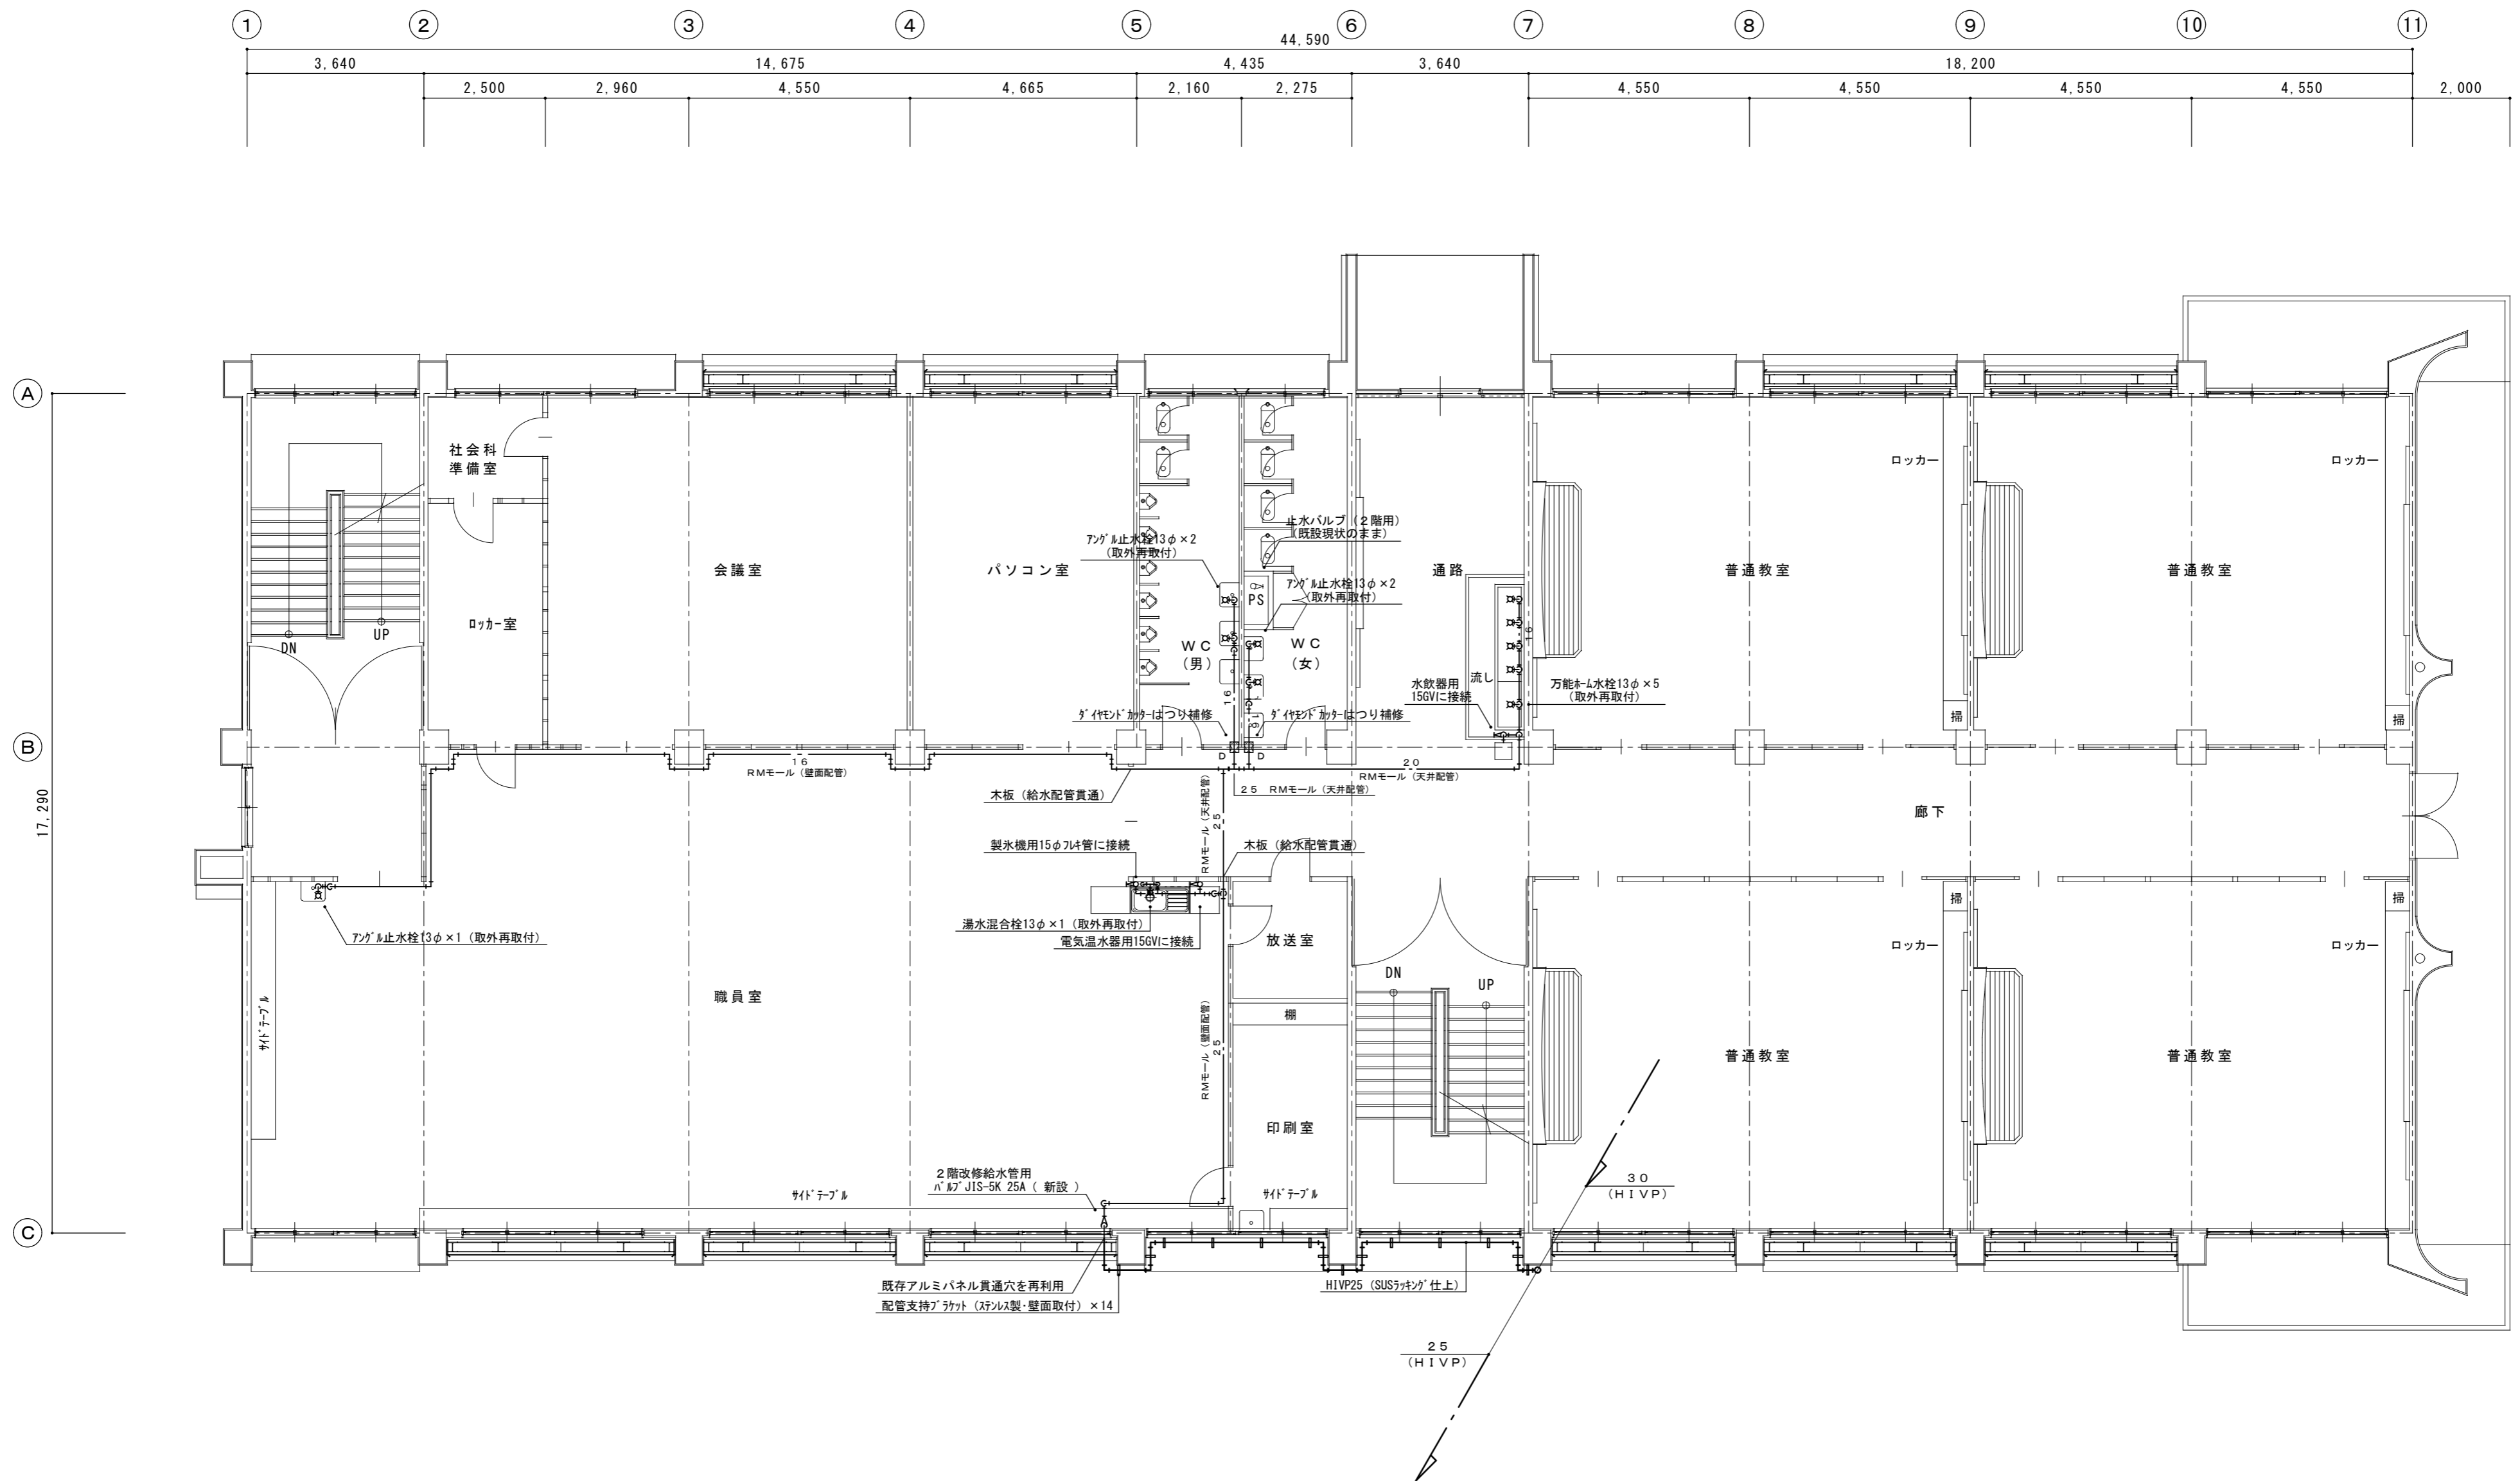 ① ② ③ ④ ⑤ ⑥ ⑦ ⑧ ⑨ ⑩ ⑪
44,590
3,640 14,675 4,435 3,640 18,200
2,500 2,960 4,550 4,665 2,160 2,275 4,550 4,550 4,550 4,550 2,000
Ⓐ
Ⓑ
Ⓒ
17,290
社会科
準備室
ﾛｯｶｰ室
DN
UP
会議室
パソコン室
ｱﾝｸﾞﾙ止水栓13φ×2
(取外再取付)
止水バルブ（２階用）
(既設現状のまま)
PS
ｱﾝｸﾞﾙ止水栓13φ×2
(取外再取付)
ＷＣ
(男)
ＷＣ
(女)
16
16
通路
流し
水飲器用
15GVに接続
16
万能ﾎｰﾑ水栓13φ×5
(取外再取付)
普通教室
ロッカー
掃
普通教室
ロッカー
掃
ﾀﾞｲﾔﾓﾝﾄﾞｶｯﾀｰはつり補修
ﾀﾞｲﾔﾓﾝﾄﾞｶｯﾀｰはつり補修
D
D
16
RMモール（壁面配管）
20
RMモール（天井配管）
木板（給水配管貫通）
25 RMモール（天井配管）
RMモール（天井配管）
25
廊下
製氷機用15φﾌﾚｷ管に接続
木板（給水配管貫通）
湯水混合栓13φ×1（取外再取付）
電気温水器用15GVに接続
ｱﾝｸﾞﾙ止水栓13φ×1（取外再取付）
放送室
棚
DN
UP
ロッカー
掃
ロッカー
掃
職員室
ｻｲﾄﾞﾃｰﾌﾞﾙ
RMモール（壁面配管）
25
印刷室
普通教室
普通教室
２階改修給水管用
ﾊﾞﾙﾌﾞJIS-5K 25A（ 新設 ）
ｻｲﾄﾞﾃｰﾌﾞﾙ
ｻｲﾄﾞﾃｰﾌﾞﾙ
30
(HIVP)
既存アルミパネル貫通穴を再利用
配管支持ﾌﾞﾗｹｯﾄ（ｽﾃﾝﾚｽ製･壁面取付）×14
HIVP25（SUSﾗｯｷﾝｸﾞ仕上）
25
(HIVP)